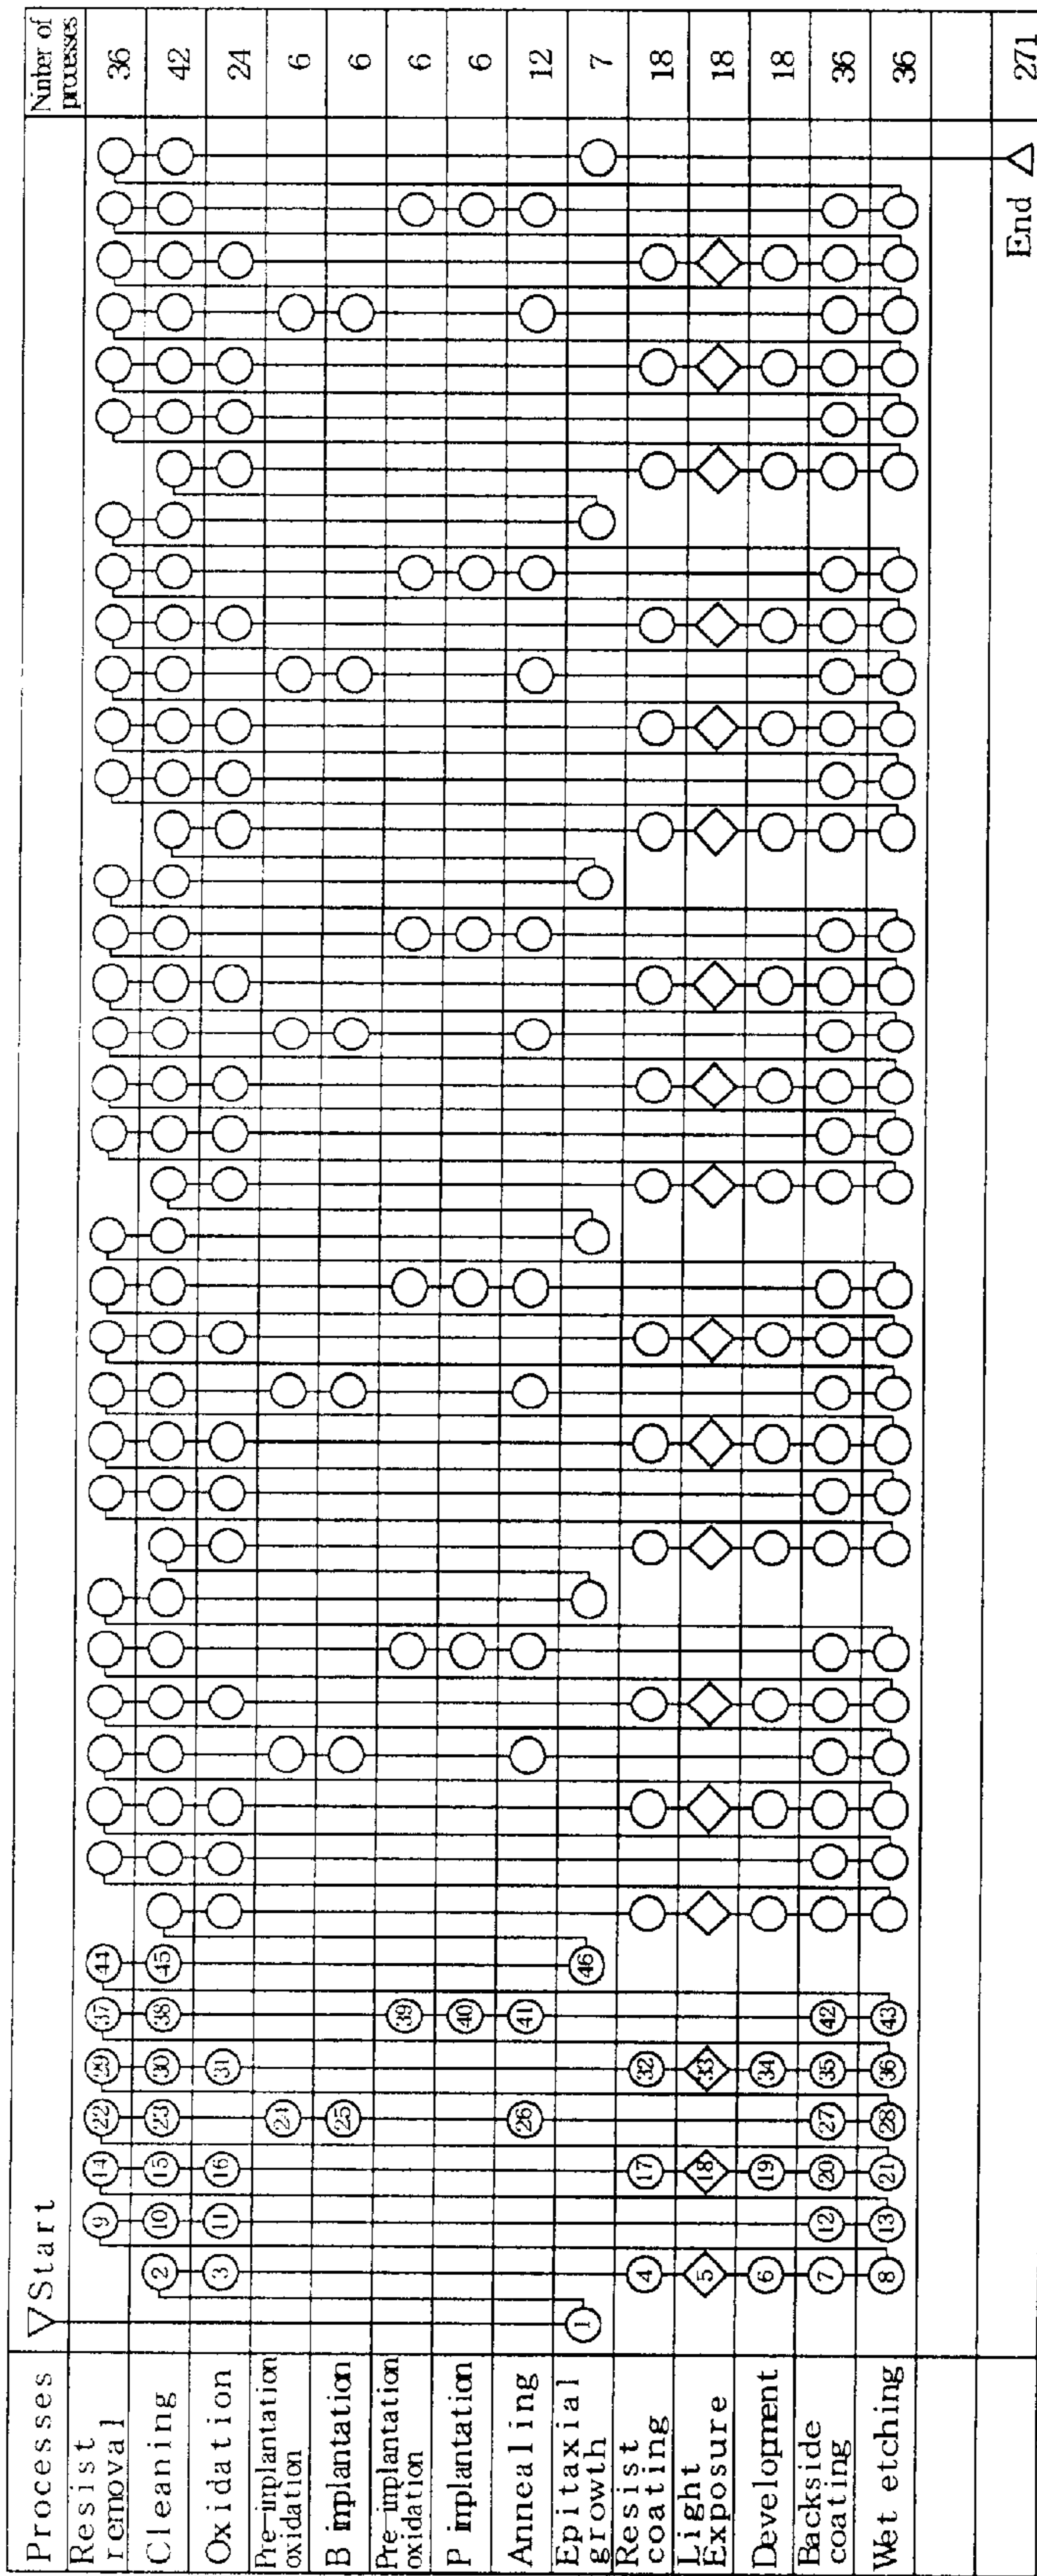 Processes Start Number of
processes
Resist
removal 9 14 22 29 37 44 36
Cleaning 2 10 15 23 30 38 45 42
Oxidation 3 11 16 31 24
Pre-implantation
oxidation 24 6
B implantation 25 6
Pre-implantation
oxidation 39 6
P implantation 40 6
Annealing 26 41 12
Epitaxial
growth 1 46 7
Resist
coating 4 17 32 18
Light
Exposure 5 18 33 18
Development 6 19 34 18
Backside
coating 7 12 20 27 35 42 36
Wet etching 8 13 21 28 36 43 36
End 271